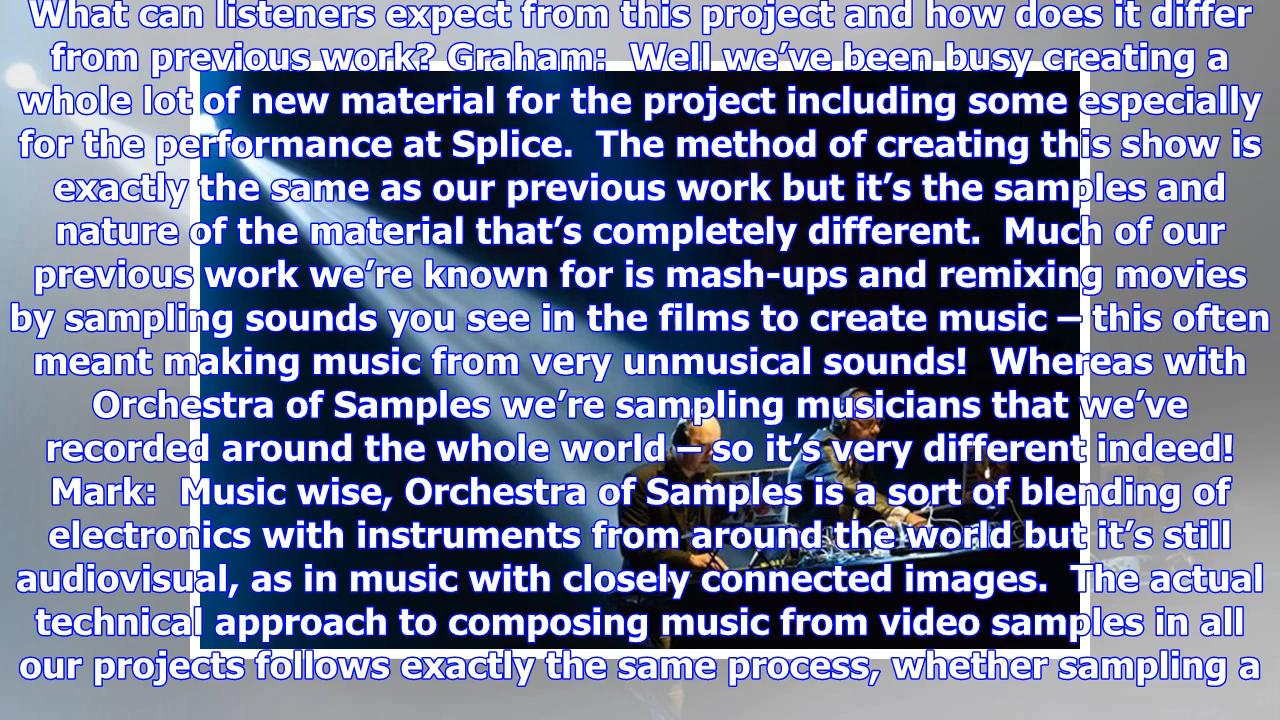 What can listeners expect from this project and how does it differ
from previous work? Graham:  Well we’ve been busy creating a
whole lot of new material for the project including some especially
for the performance at Splice.  The method of creating this show is
exactly the same as our previous work but it’s the samples and
nature of the material that’s completely different.  Much of our
previous work we’re known for is mash-ups and remixing movies
by sampling sounds you see in the films to create music – this often
meant making music from very unmusical sounds!  Whereas with
Orchestra of Samples we’re sampling musicians that we’ve
recorded around the whole world – so it’s very different indeed!
Mark:  Music wise, Orchestra of Samples is a sort of blending of
electronics with instruments from around the world but it’s still
audiovisual, as in music with closely connected images.  The actual
technical approach to composing music from video samples in all
our projects follows exactly the same process, whether sampling a